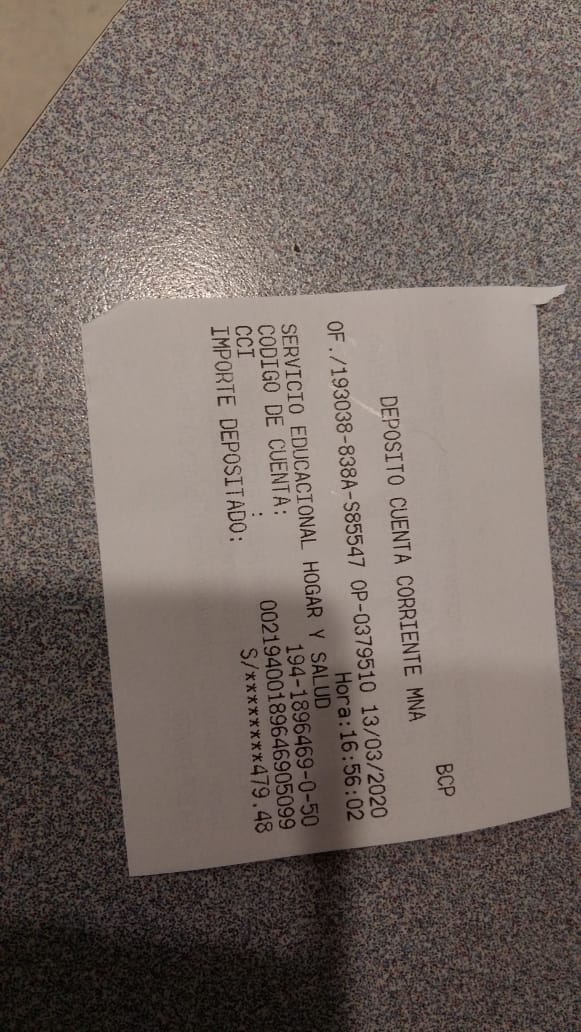 BCP
DEPOSITO CUENTA CORRIENTE MNA
OF./193038-838A-S85547 OP-0379510 13/03/2020
Hora:16:56:02
SERVICIO EDUCACIONAL HOGAR Y SALUD
CODIGO DE CUENTA: 194-1896469-0-50
CCI : 00219400189646905099
IMPORTE DEPOSITADO: S/*********479.48